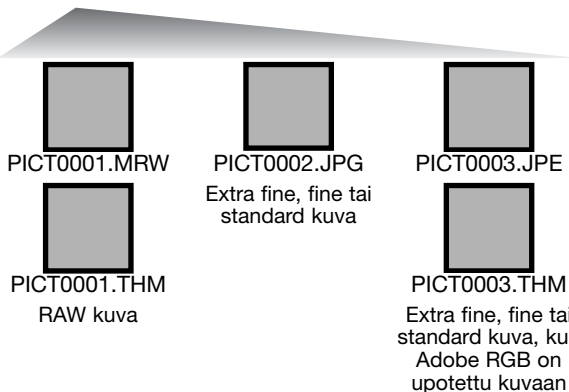 PICT0001.MRW
PICT0002.JPG
PICT0003.JPE
Extra fine, fine tai
standard kuva
PICT0001.THM
RAW kuva
PICT0003.THM
Extra fine, fine tai
standard kuva, ku
Adobe RGB on
upotettu kuvaan